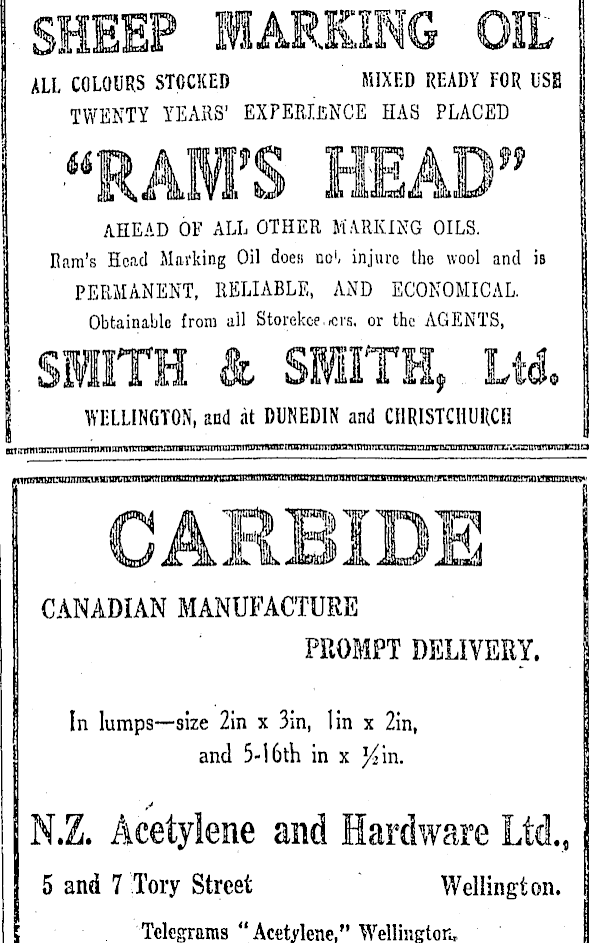 SHEEP MARKING OIL
ALL COLOURS STOCKED MIXED READY FOR USE
TWENTY YEARS' EXPERIENCE HAS PLACED
"RAM'S HEAD"
AHEAD OF ALL OTHER MARKING OILS.
Ram's Head Marking Oil does not injure the wool and is
PERMANENT, RELIABLE, AND ECONOMICAL.
Obtainable from all Storekeepers, or the AGENTS,
SMITH & SMITH, Ltd.
WELLINGTON, and at DUNEDIN and CHRISTCHURCH
CARBIDE
CANADIAN MANUFACTURE
PROMPT DELIVERY.
In lumps—size 2in x 3in, 1in x 2in,
and 5-16th in x ½in.
N.Z. Acetylene and Hardware Ltd.,
5 and 7 Tory Street Wellington.
Telegrams "Acetylene," Wellington.